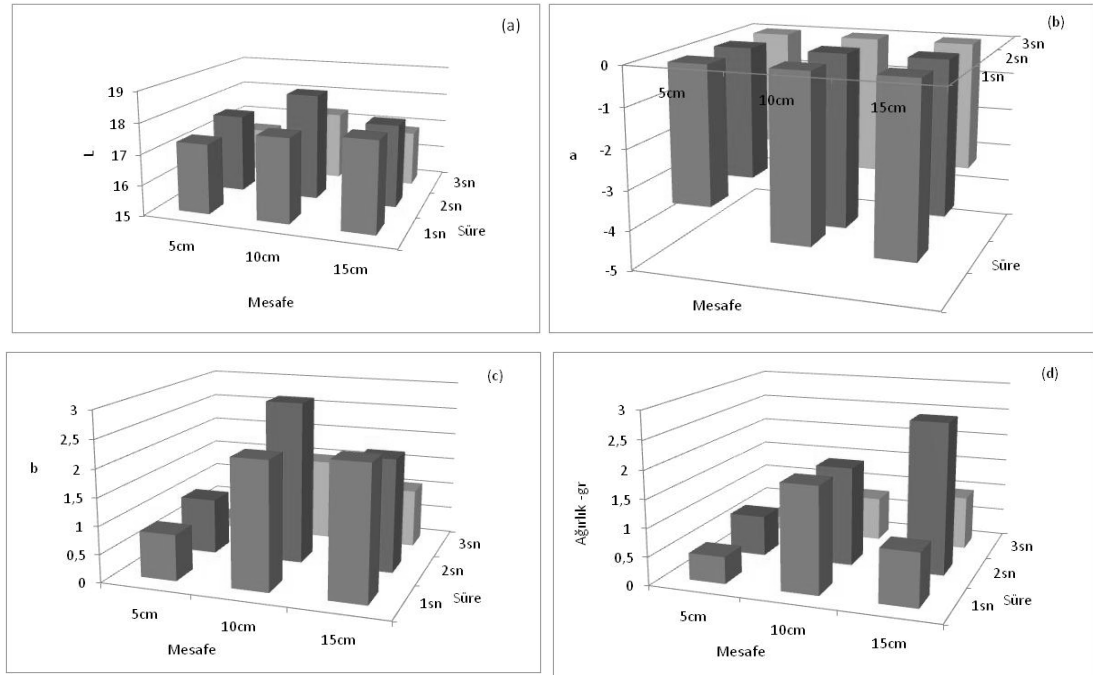 (a)
19
18
17
16
15
L
5cm
10cm
15cm
1sn
2sn
3sn
Süre
Mesafe
(b)
0
-1
-2
-3
-4
-5
a
5cm
10cm
15cm
1sn
2sn
3sn
Süre
Mesafe
(c)
3
2,5
2
1,5
1
0,5
0
b
5cm
10cm
15cm
1sn
2sn
3sn
Süre
Mesafe
(d)
3
2,5
2
1,5
1
0,5
0
Ağırlık -gr
5cm
10cm
15cm
1sn
2sn
3sn
Süre
Mesafe